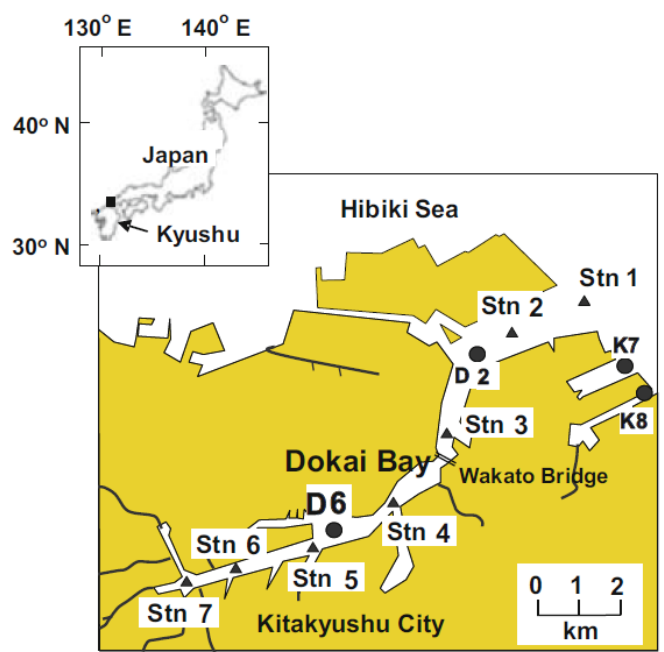 130° E
140° E
40° N
Japan
30° N
Kyushu
Hibiki Sea
Stn 1
Stn 2
D 2
K7
K8
Stn 3
Dokai Bay
Wakato Bridge
D6
Stn 4
Stn 6
Stn 5
Stn 7
Kitakyushu City
0 1 2
km